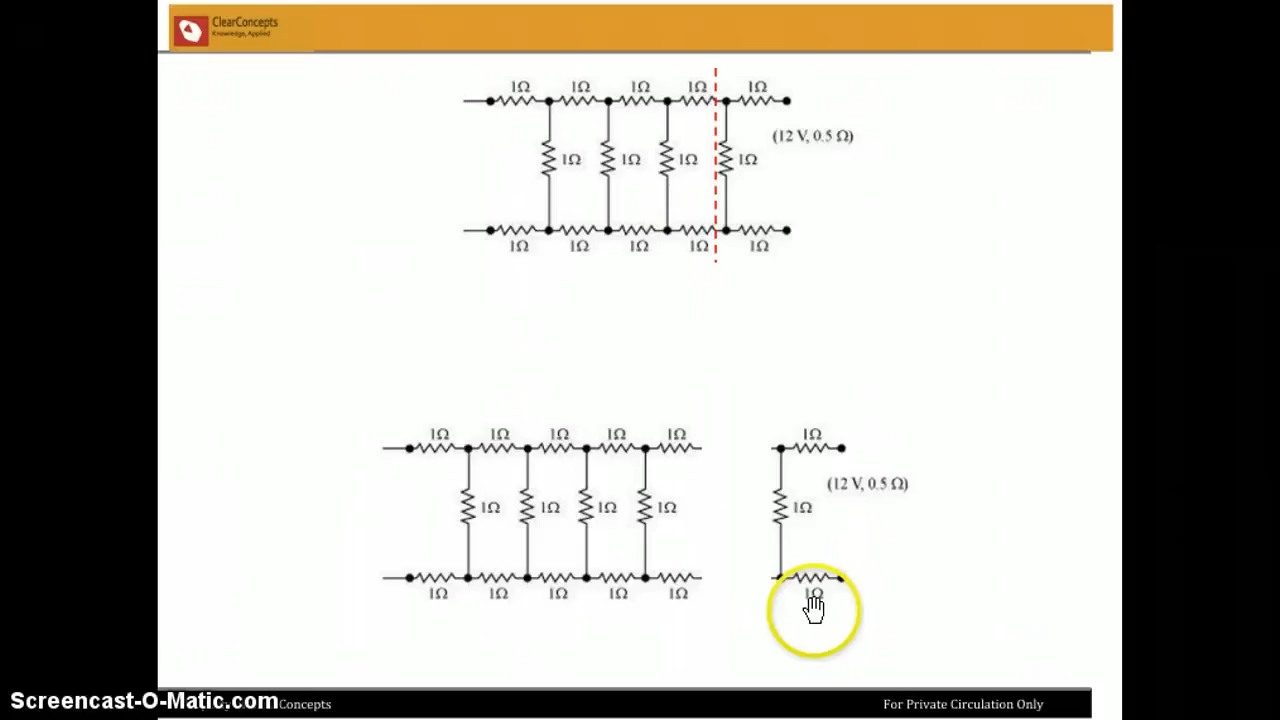 ClearConcepts
Knowledge, Applied
1Ω 1Ω 1Ω 1Ω 1Ω
(12 V, 0.5 Ω)
1Ω 1Ω 1Ω 1Ω
1Ω 1Ω 1Ω 1Ω 1Ω
1Ω 1Ω 1Ω 1Ω 1Ω 1Ω
(12 V, 0.5 Ω)
1Ω 1Ω 1Ω 1Ω 1Ω
1Ω 1Ω 1Ω 1Ω 1Ω 1Ω
Screencast-O-Matic.com
Concepts
For Private Circulation Only